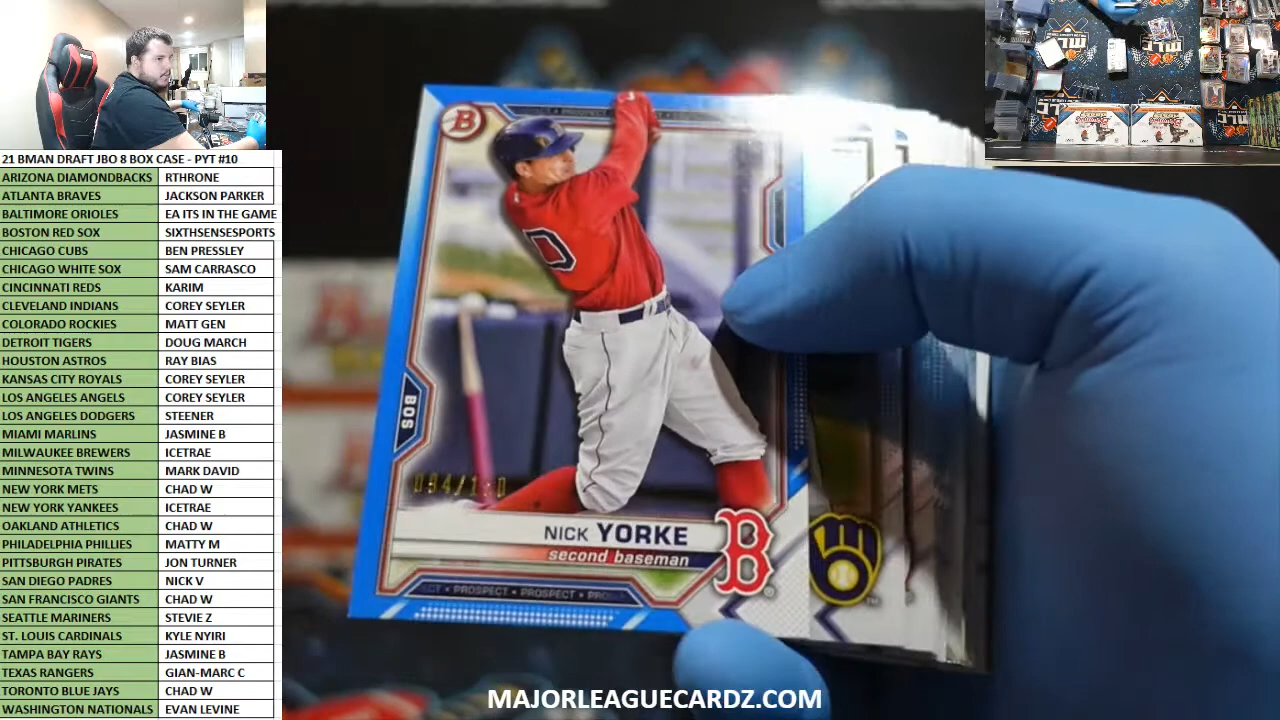 21 BMAN DRAFT JBO 8 BOX CASE - PYT #10
ARIZONA DIAMONDBACKS RTHRONE
ATLANTA BRAVES JACKSON PARKER
BALTIMORE ORIOLES EA ITS IN THE GAME
BOSTON RED SOX SIXTHSENSESPORTS
CHICAGO CUBS BEN PRESSLEY
CHICAGO WHITE SOX SAM CARRASCO
CINCINNATI REDS KARIM
CLEVELAND INDIANS COREY SEYLER
COLORADO ROCKIES MATT GEN
DETROIT TIGERS DOUG MARCH
HOUSTON ASTROS RAY BIAS
KANSAS CITY ROYALS COREY SEYLER
LOS ANGELES ANGELS COREY SEYLER
LOS ANGELES DODGERS STEENER
MIAMI MARLINS JASMINE B
MILWAUKEE BREWERS ICETRAE
MINNESOTA TWINS MARK DAVID
NEW YORK METS CHAD W
NEW YORK YANKEES ICETRAE
OAKLAND ATHLETICS CHAD W
PHILADELPHIA PHILLIES MATTY M
PITTSBURGH PIRATES JON TURNER
SAN DIEGO PADRES NICK V
SAN FRANCISCO GIANTS CHAD W
SEATTLE MARINERS STEVIE Z
ST. LOUIS CARDINALS KYLE NYIRI
TAMPA BAY RAYS JASMINE B
TEXAS RANGERS GIAN-MARC C
TORONTO BLUE JAYS CHAD W
WASHINGTON NATIONALS EVAN LEVINE
B
PROSPECT
BOS
NICK YORKE
second baseman
B
PROSPECT • PROSPECT
MAJORLEAGUECARDZ.COM